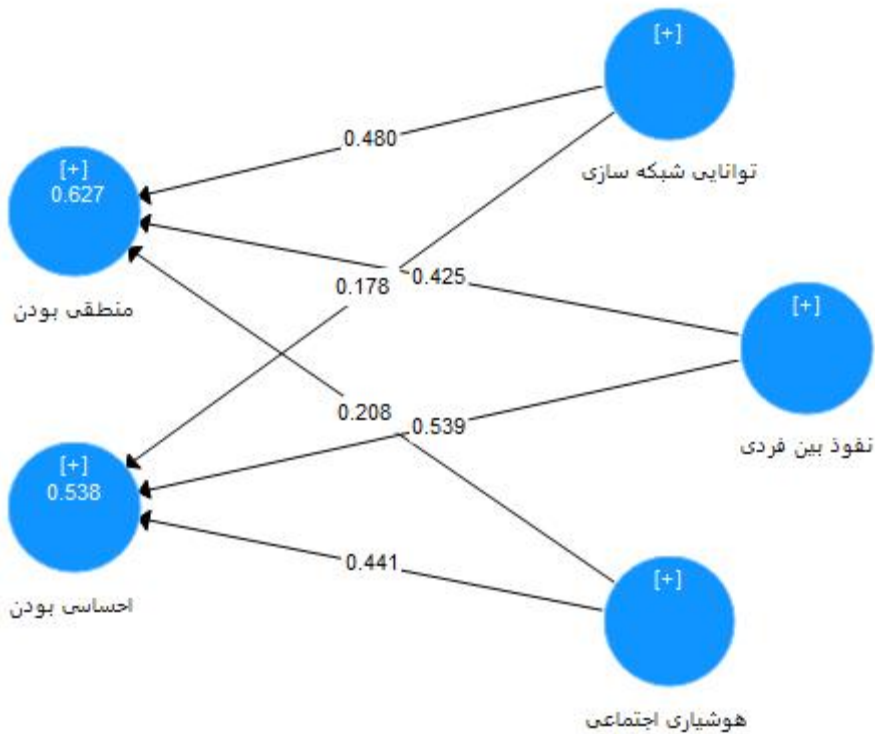 [+]
توانایی شبکه سازی
0.480
[+]
0.627
منطقی بودن
0.178
0.425
[+]
نفوذ بین فردی
0.208
0.539
[+]
0.538
احساسی بودن
0.441
[+]
هوشیاری اجتماعی